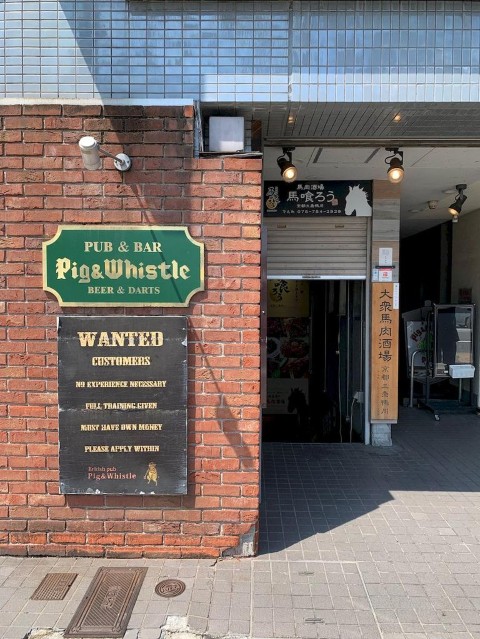 PUB & BAR
Pig&Whistle
BEER & DARTS
WANTED
CUSTOMERS
NO EXPERIENCE NECESSARY
FULL TRAINING GIVEN
MUST HAVE OWN MONEY
PLEASE APPLY WITHIN
British pub
Pig&Whistle
馬肉酒場
馬喰ろう
大衆馬肉酒場